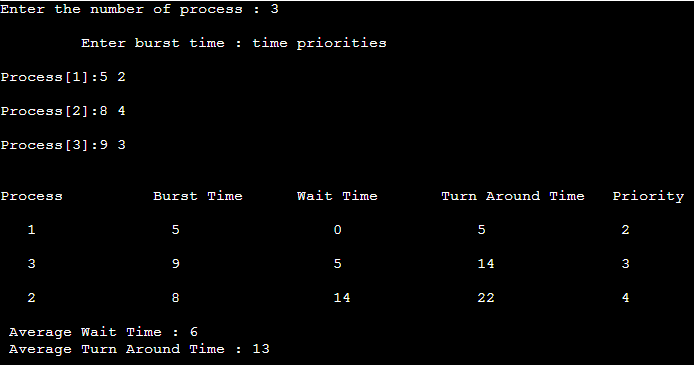 Enter the number of process : 3
Enter burst time : time priorities
Process[1]:5 2
Process[2]:8 4
Process[3]:9 3
Process Burst Time Wait Time Turn Around Time Priority
1 5 0 5 2
3 9 5 14 3
2 8 14 22 4
Average Wait Time : 6
Average Turn Around Time : 13